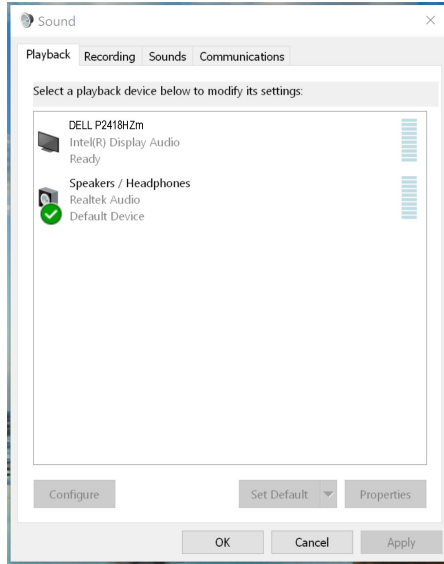 Sound
Playback Recording Sounds Communications
Select a playback device below to modify its settings:
DELL P2418HZm
Intel(R) Display Audio
Ready
Speakers / Headphones
Realtek Audio
Default Device
Configure Set Default Properties
OK Cancel Apply